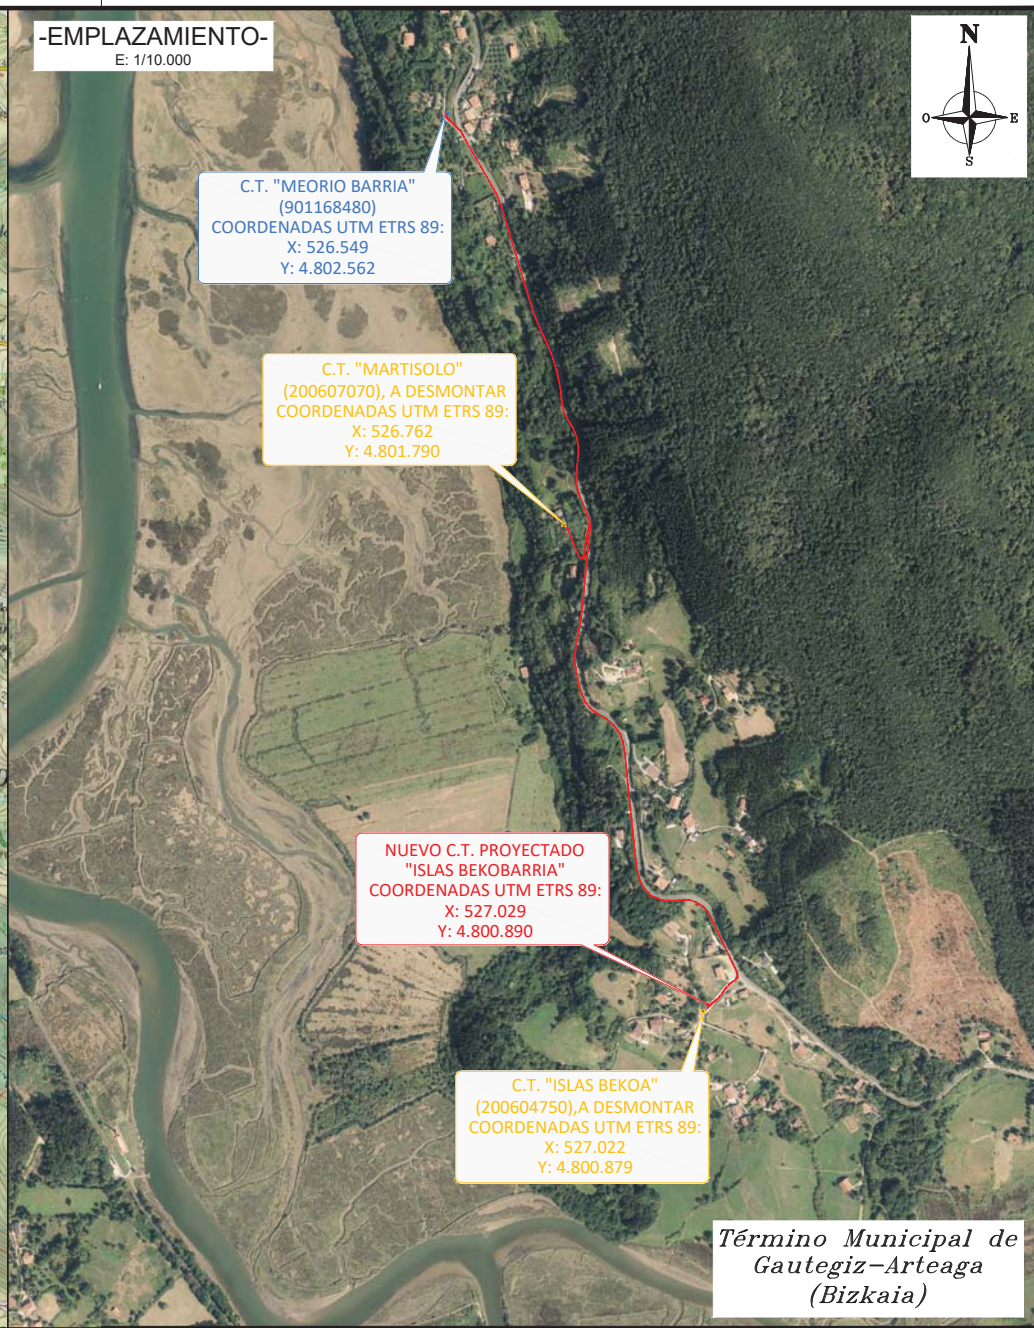 -EMPLAZAMIENTO-
E: 1/10.000
N
O
E
S
C.T. "MEORIO BARRIA"
(901168480)
COORDENADAS UTM ETRS 89:
X: 526.549
Y: 4.802.562
C.T. "MARTISOLO"
(200607070), A DESMONTAR
COORDENADAS UTM ETRS 89:
X: 526.762
Y: 4.801.790
NUEVO C.T. PROYECTADO
"ISLAS BEKOBARRIA"
COORDENADAS UTM ETRS 89:
X: 527.029
Y: 4.800.890
C.T. "ISLAS BEKOA"
(200604750),A DESMONTAR
COORDENADAS UTM ETRS 89:
X: 527.022
Y: 4.800.879
Término Municipal de
Gautegiz-Arteaga
(Bizkaia)